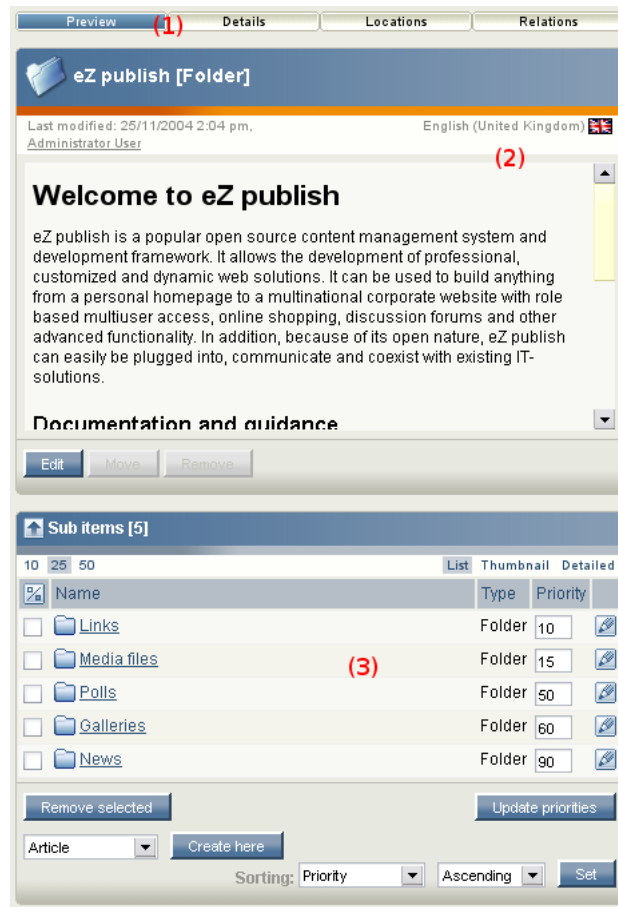 Preview (1) Details Locations Relations
eZ publish [Folder]
Last modified: 25/11/2004 2:04 pm, English (United Kingdom)
Administrator User
(2)
Welcome to eZ publish
eZ publish is a popular open source content management system and
development framework. It allows the development of professional,
customized and dynamic web solutions. It can be used to build anything
from a personal homepage to a multinational corporate website with role
based multiuser access, online shopping, discussion forums and other
advanced functionality. In addition, because of its open nature, eZ publish
can easily be plugged into, communicate and coexist with existing IT-
solutions.
Documentation and guidance
Edit Move Remove
Sub items [5]
10 25 50 List Thumbnail Detailed
Name Type Priority
Links Folder 10
Media files (3) Folder 15
Polls Folder 50
Galleries Folder 60
News Folder 90
Remove selected Update priorities
Article Create here
Sorting: Priority Ascending Set